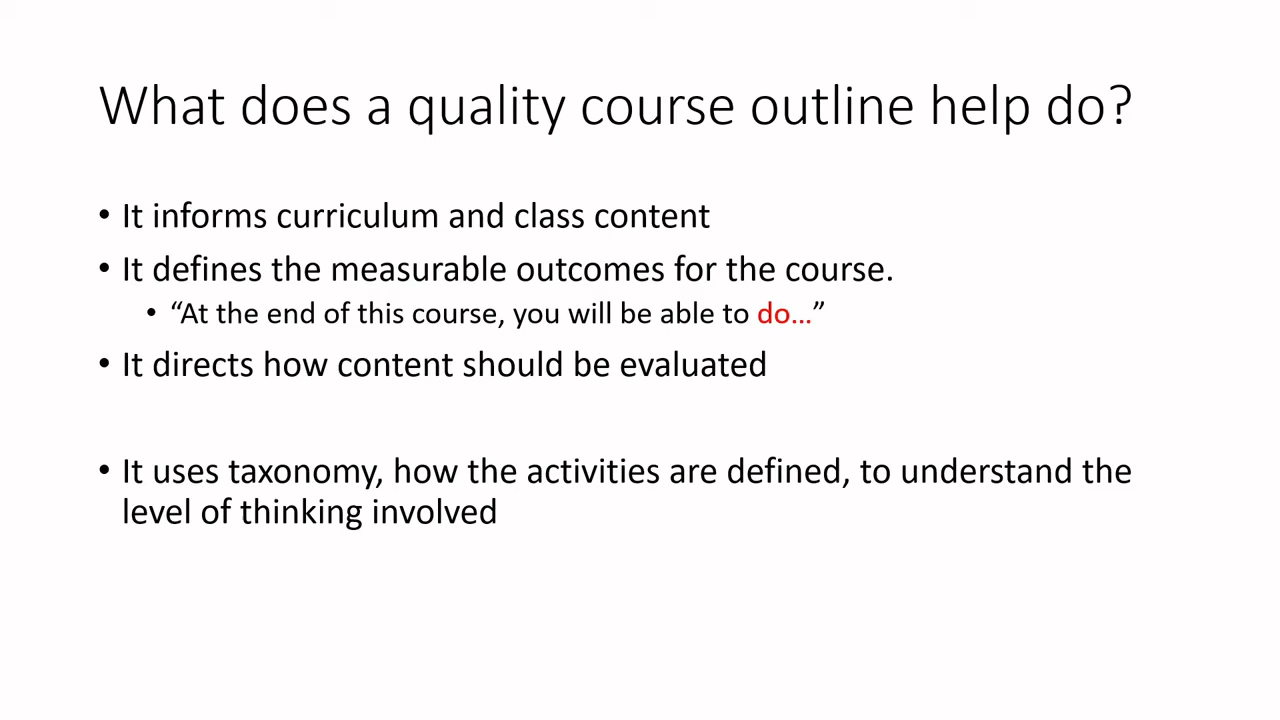 What does a quality course outline help do?
• It informs curriculum and class content
• It defines the measurable outcomes for the course.
• “At the end of this course, you will be able to do…”
• It directs how content should be evaluated
• It uses taxonomy, how the activities are defined, to understand the
level of thinking involved